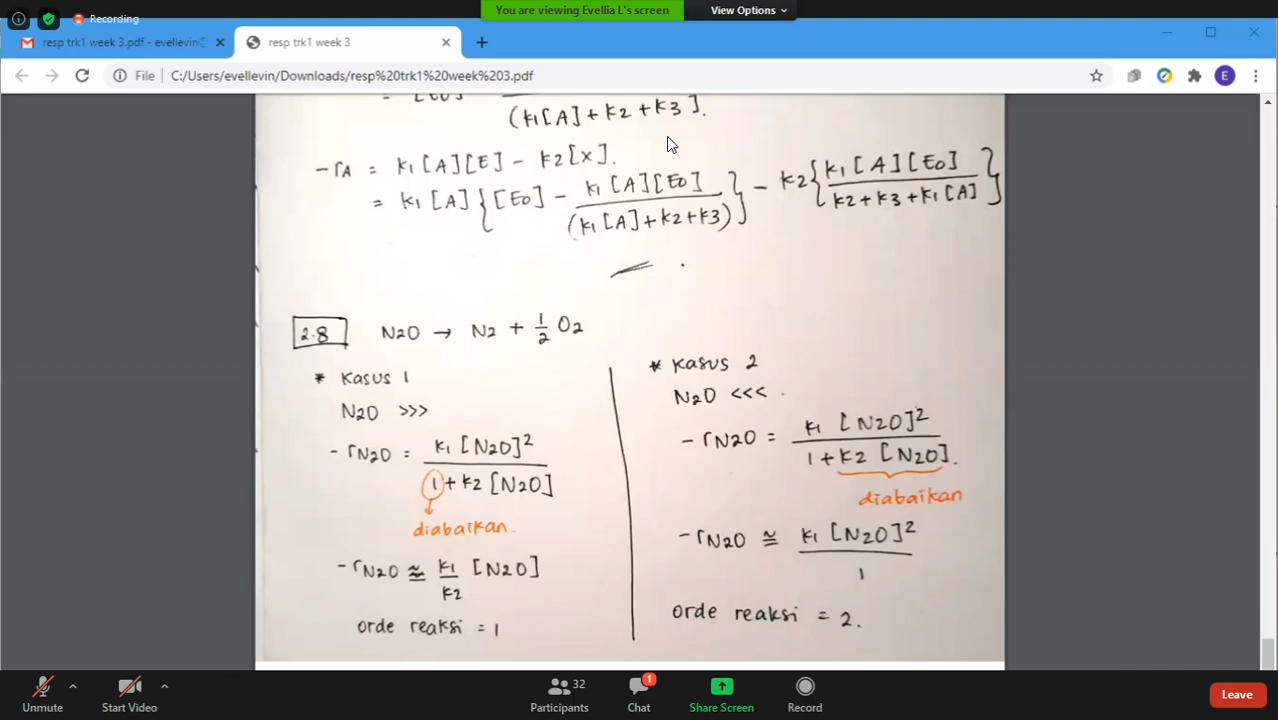 Recording
You are viewing Evellia L's screen
View Options
resp trk1 week 3.pdf - evellevin
resp trk1 week 3
File
C:/Users/evellevin/Downloads/resp%20trk1%20week%203.pdf
E
(k1[A] + k2 + k3].
-rA = k1[A][E] - k2[x].
= k1[A] { [E0] - k1[A][E0] / (k1[A] + k2 + k3) } - k2 { k1[A][E0] / k2 + k3 + k1[A] }
2.8 N2O → N2 + 1/2 O2
* Kasus 1
N2O >>>
-rN2O = k1[N2O]^2 / 1 + k2[N2O]
diabaikan.
-rN2O ≈ k1/k2 [N2O]
orde reaksi = 1
* Kasus 2
N2O <<<
-rN2O = k1[N2O]^2 / 1 + k2[N2O].
diabaikan
-rN2O ≅ k1[N2O]^2 / 1
orde reaksi = 2.
Unmute
Start Video
32
Participants
1
Chat
Share Screen
Record
Leave